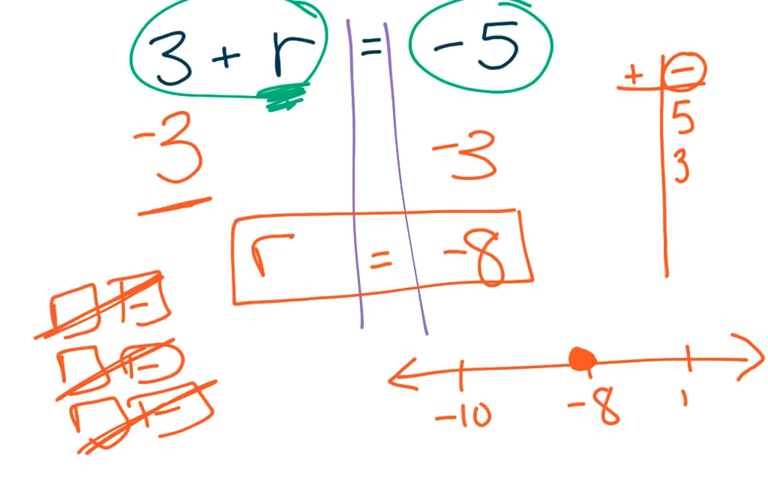 3 + r = -5
+ -
5
-3 -3
3
r = -8
-
-
-
-10 -8 1